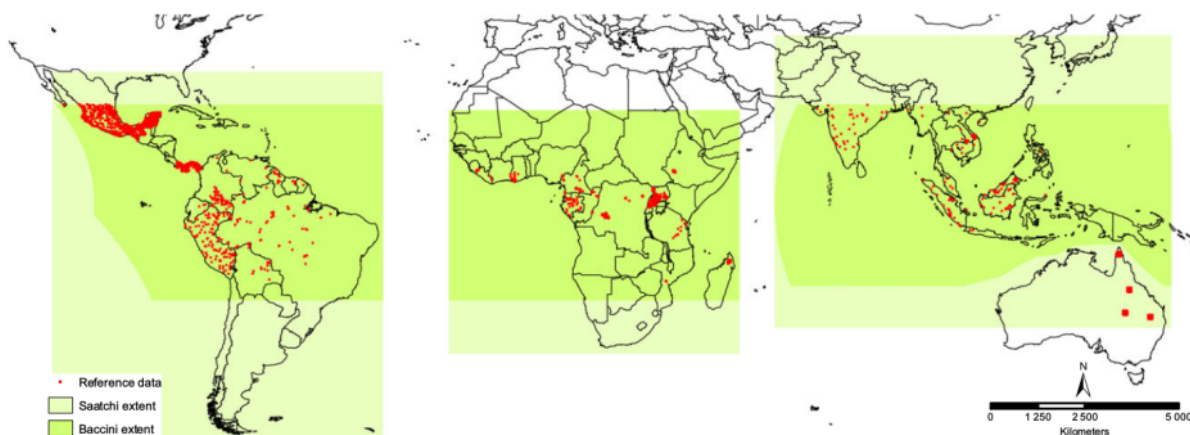 Reference data
Saatchi extent
Baccini extent
N
0 1 250 2 500 5 000
Kilometers